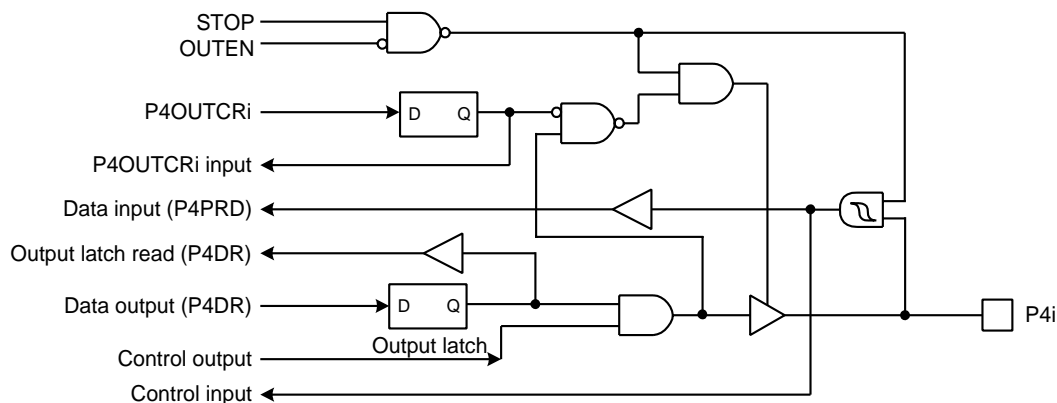 STOP
OUTEN
P4OUTCRi
D Q
P4OUTCRi input
Data input (P4PRD)
Output latch read (P4DR)
Data output (P4DR)
D Q
P4i
Output latch
Control output
Control input